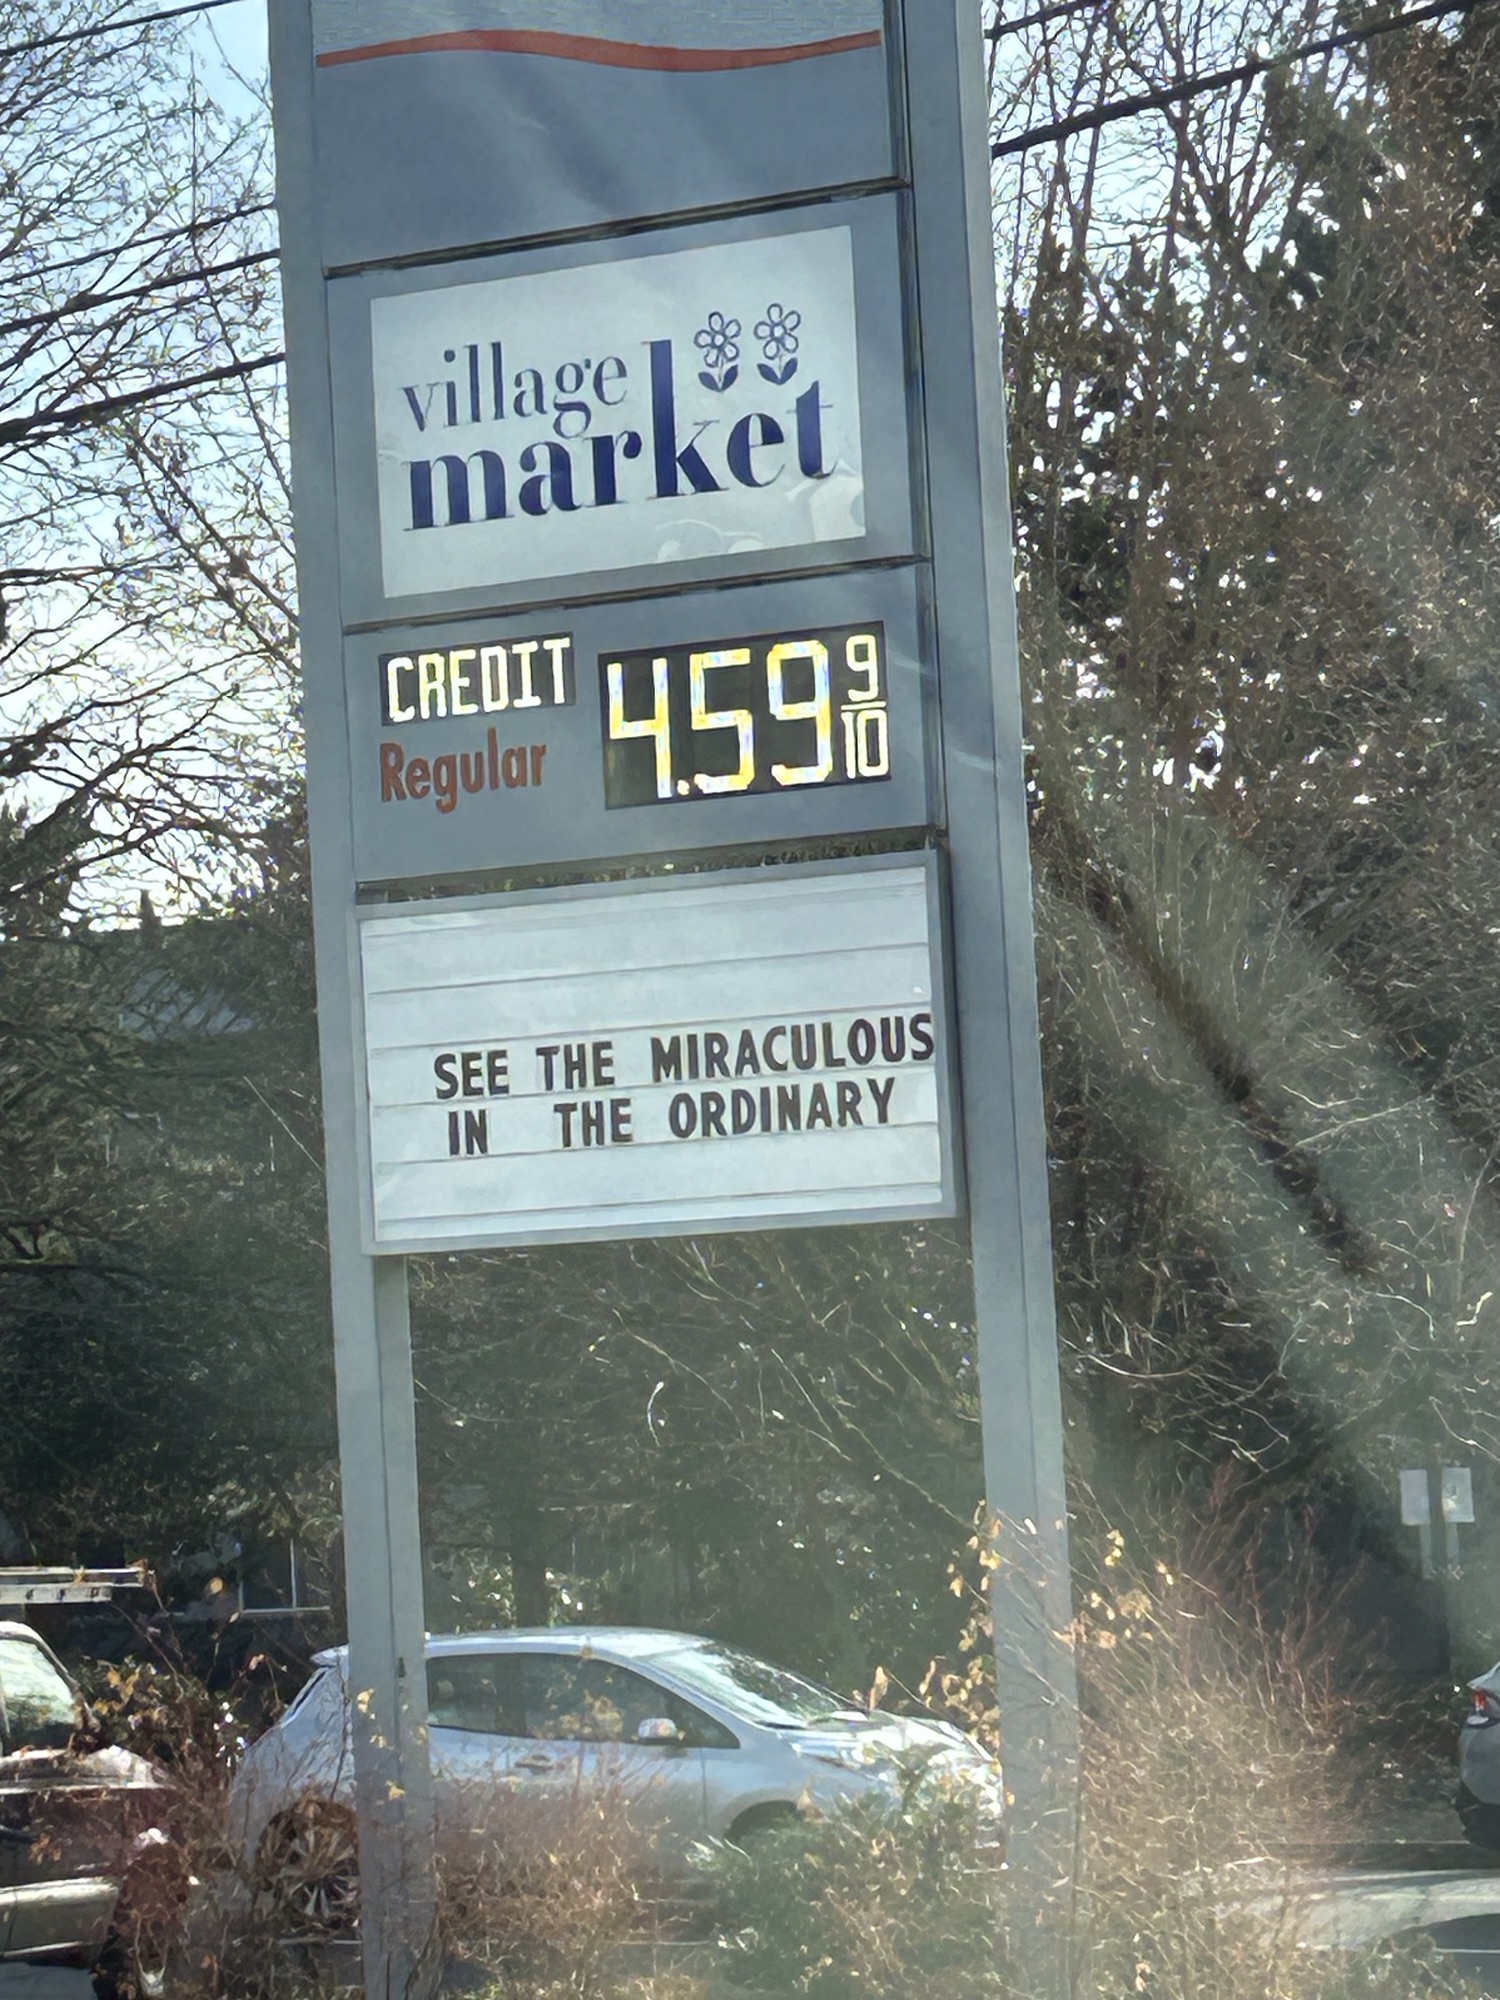 village
market
CREDIT
Regular
4.59 9/10
SEE THE MIRACULOUS
IN THE ORDINARY